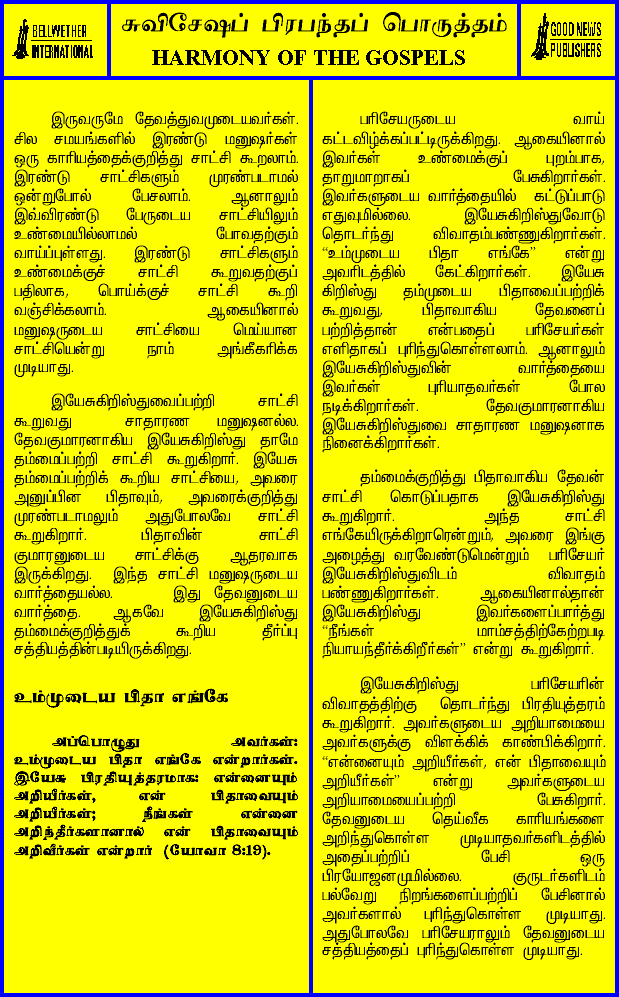 BELLWETHER
INTERNATIONAL
சுவிசேஷப் பிரபந்தப் பொருத்தம்
HARMONY OF THE GOSPELS
GOOD NEWS
PUBLISHERS
இருவருமே தேவத்துவமுடையவர்கள்.
சில சமயங்களில் இரண்டு மனுஷர்கள்
ஒரு காரியத்தைக்குறித்து சாட்சி கூறலாம்.
இரண்டு சாட்சிகளும் முரண்படாமல்
ஒன்றுபோல் பேசலாம். ஆனாலும்
இவ்விரண்டு பேருடைய சாட்சியிலும்
உண்மையில்லாமல் போவதற்கும்
வாய்ப்புள்ளது. இரண்டு சாட்சிகளும்
உண்மைக்குச் சாட்சி கூறுவதற்குப்
பதிலாக, பொய்க்குச் சாட்சி கூறி
வஞ்சிக்கலாம். ஆகையினால்
மனுஷருடைய சாட்சியை மெய்யான
சாட்சியென்று நாம் அங்கீகரிக்க
முடியாது.
இயேசுகிறிஸ்துவைப்பற்றி சாட்சி
கூறுவது சாதாரண மனுஷனல்ல.
தேவகுமாரனாகிய இயேசுகிறிஸ்து தாமே
தம்மைப்பற்றி சாட்சி கூறுகிறார். இயேசு
தம்மைப்பற்றிக் கூறிய சாட்சியை, அவரை
அனுப்பின பிதாவும், அவரைக்குறித்து
முரண்படாமலும் அதுபோலவே சாட்சி
கூறுகிறார். பிதாவின் சாட்சி
குமாரனுடைய சாட்சிக்கு ஆதரவாக
இருக்கிறது. இந்த சாட்சி மனுஷருடைய
வார்த்தையல்ல. இது தேவனுடைய
வார்த்தை. ஆகவே இயேசுகிறிஸ்து
தம்மைக்குறித்துக் கூறிய தீர்ப்பு
சத்தியத்தின்படியிருக்கிறது.
உம்முடைய பிதா எங்கே
அப்பொழுது அவர்கள்:
உம்முடைய பிதா எங்கே என்றார்கள்.
இயேசு பிரதியுத்தரமாக: என்னையும்
அறியீர்கள், என் பிதாவையும்
அறியீர்கள்; நீங்கள் என்னை
அறிந்தீர்களானால் என் பிதாவையும்
அறிவீர்கள் என்றார் (யோவா 8:19).
பரிசேயருடைய வாய்
கட்டவிழ்க்கப்பட்டிருக்கிறது. ஆகையினால்
இவர்கள் உண்மைக்குப் புறம்பாக,
தாறுமாறாகப் பேசுகிறார்கள்.
இவர்களுடைய வார்த்தையில் கட்டுப்பாடு
எதுவுமில்லை. இயேசுகிறிஸ்துவோடு
தொடர்ந்து விவாதம்பண்ணுகிறார்கள்.
“உம்முடைய பிதா எங்கே” என்று
அவரிடத்தில் கேட்கிறார்கள். இயேசு
கிறிஸ்து தம்முடைய பிதாவைப்பற்றிக்
கூறுவது, பிதாவாகிய தேவனைப்
பற்றித்தான் என்பதைப் பரிசேயர்கள்
எளிதாகப் புரிந்துகொள்ளலாம். ஆனாலும்
இயேசுகிறிஸ்துவின் வார்த்தையை
இவர்கள் புரியாதவர்கள் போல
நடிக்கிறார்கள். தேவகுமாரனாகிய
இயேசுகிறிஸ்துவை சாதாரண மனுஷனாக
நினைக்கிறார்கள்.
தம்மைக்குறித்து பிதாவாகிய தேவன்
சாட்சி கொடுப்பதாக இயேசுகிறிஸ்து
கூறுகிறார். அந்த சாட்சி
எங்கேயிருக்கிறாரென்றும், அவரை இங்கு
அழைத்து வரவேண்டுமென்றும் பரிசேயர்
இயேசுகிறிஸ்துவிடம் விவாதம்
பண்ணுகிறார்கள். ஆகையினால்தான்
இயேசுகிறிஸ்து இவர்களைப்பார்த்து
“நீங்கள் மாம்சத்திற்கேற்றபடி
நியாயந்தீர்க்கிறீர்கள்” என்று கூறுகிறார்.
இயேசுகிறிஸ்து பரிசேயரின்
விவாதத்திற்கு தொடர்ந்து பிரதியுத்தரம்
கூறுகிறார். அவர்களுடைய அறியாமையை
அவர்களுக்கு விளக்கிக் காண்பிக்கிறார்.
“என்னையும் அறியீர்கள், என் பிதாவையும்
அறியீர்கள்” என்று அவர்களுடைய
அறியாமையைப்பற்றி பேசுகிறார்.
தேவனுடைய தெய்வீக காரியங்களை
அறிந்துகொள்ள முடியாதவர்களிடத்தில்
அதைப்பற்றிப் பேசி ஒரு
பிரயோஜனமுமில்லை. குருடர்களிடம்
பல்வேறு நிறங்களைப்பற்றிப் பேசினால்
அவர்களால் புரிந்துகொள்ள முடியாது.
அதுபோலவே பரிசேயராலும் தேவனுடைய
சத்தியத்தைப் புரிந்துகொள்ள முடியாது.